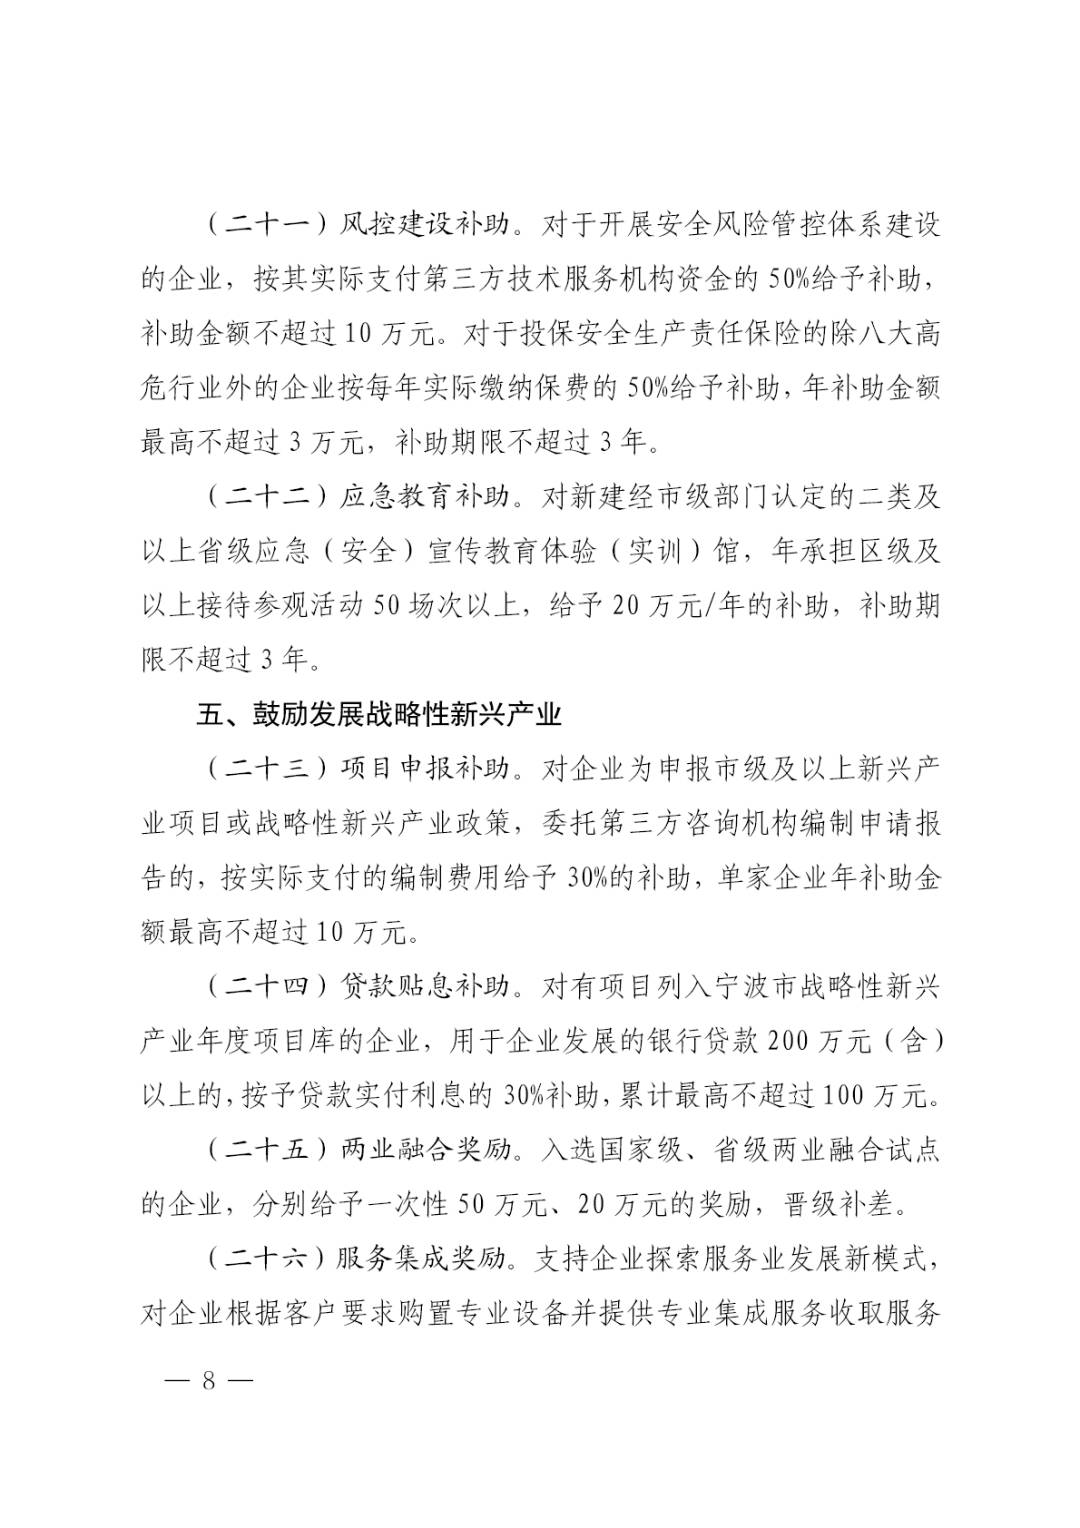 （二十一）风控建设补助。对于开展安全风险管控体系建设
的企业，按其实际支付第三方技术服务机构资金的 50%给予补助，
补助金额不超过 10 万元。对于投保安全生产责任保险的除八大高
危行业外的企业按每年实际缴纳保费的 50%给予补助，年补助金额
最高不超过 3 万元，补助期限不超过 3 年。
（二十二）应急教育补助。对新建经市级部门认定的二类及
以上省级应急（安全）宣传教育体验（实训）馆，年承担区级及
以上接待参观活动 50 场次以上，给予 20 万元/年的补助，补助期
限不超过 3 年。
五、鼓励发展战略性新兴产业
（二十三）项目申报补助。对企业为申报市级及以上新兴产
业项目或战略性新兴产业政策，委托第三方咨询机构编制申请报
告的，按实际支付的编制费用给予 30%的补助，单家企业年补助金
额最高不超过 10 万元。
（二十四）贷款贴息补助。对有项目列入宁波市战略性新兴
产业年度项目库的企业，用于企业发展的银行贷款 200 万元（含）
以上的，按予贷款实付利息的 30%补助，累计最高不超过 100 万元。
（二十五）两业融合奖励。入选国家级、省级两业融合试点
的企业，分别给予一次性 50 万元、20 万元的奖励，晋级补差。
（二十六）服务集成奖励。支持企业探索服务业发展新模式，
对企业根据客户要求购置专业设备并提供专业集成服务收取服务
— 8 —